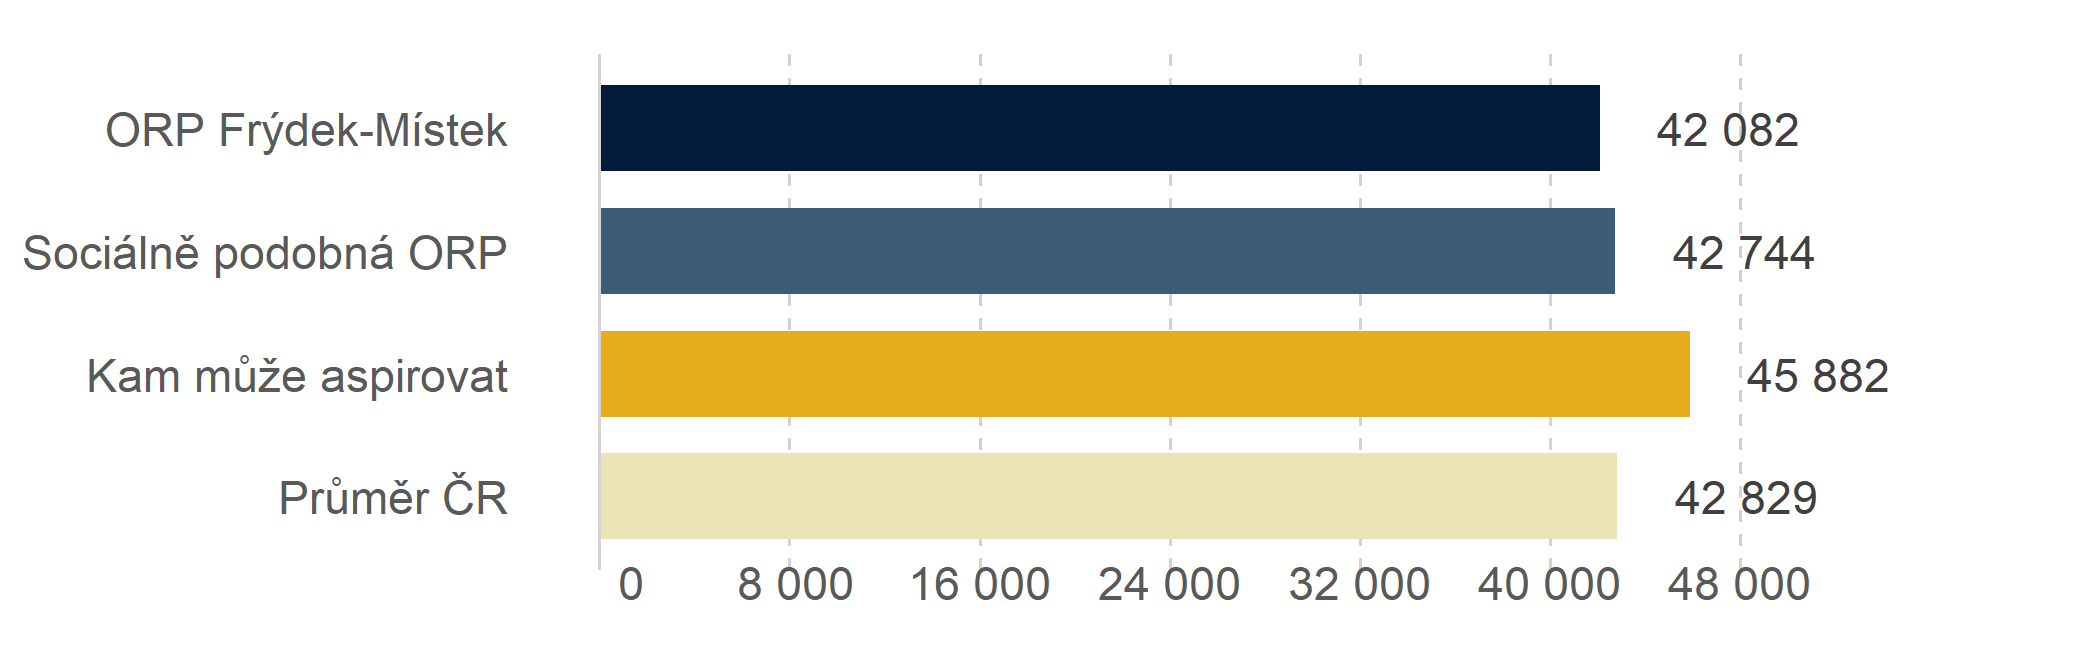 ORP Frýdek-Místek
42 082
Sociálně podobná ORP
42 744
Kam může aspirovat
45 882
Průměr ČR
42 829
0 8 000 16 000 24 000 32 000 40 000 48 000